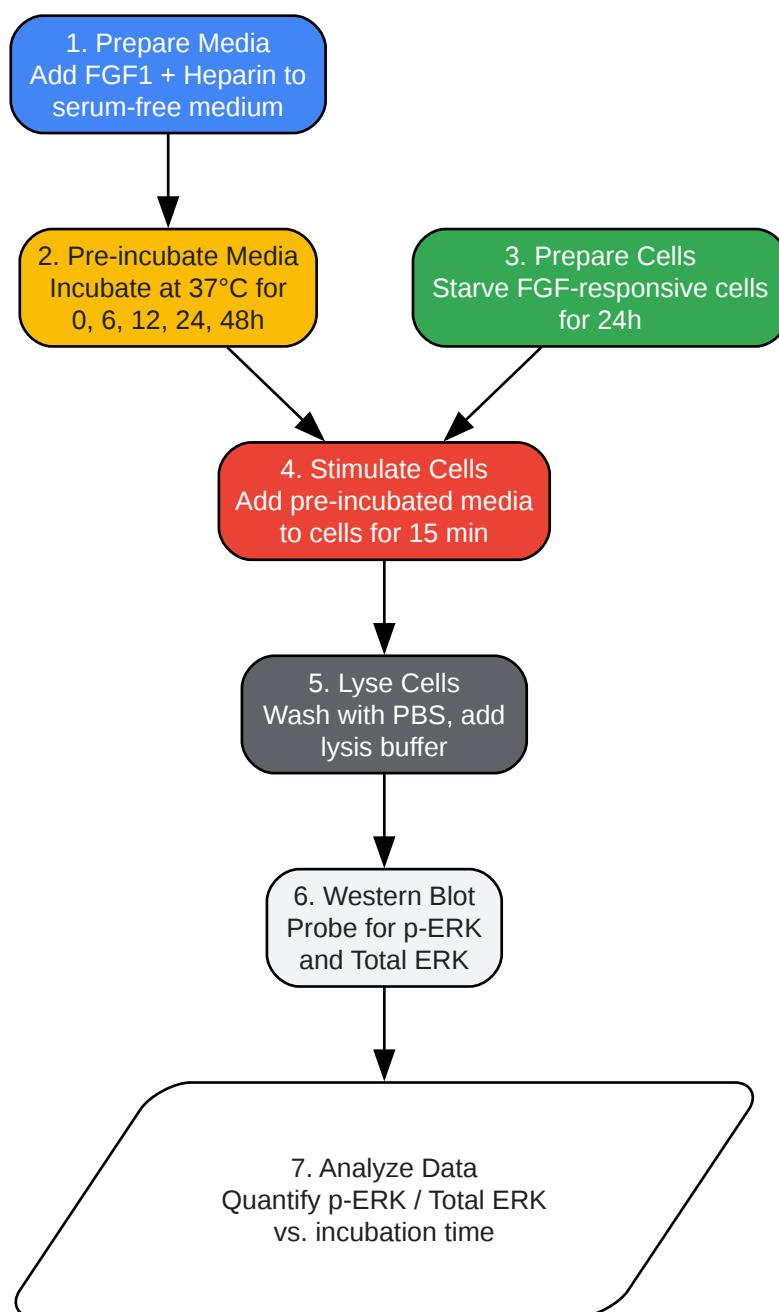 1. Prepare Media
Add FGF1 + Heparin to
serum-free medium
2. Pre-incubate Media
Incubate at 37°C for
0, 6, 12, 24, 48h
3. Prepare Cells
Starve FGF-responsive cells
for 24h
4. Stimulate Cells
Add pre-incubated media
to cells for 15 min
5. Lyse Cells
Wash with PBS, add
lysis buffer
6. Western Blot
Probe for p-ERK
and Total ERK
7. Analyze Data
Quantify p-ERK / Total ERK
vs. incubation time